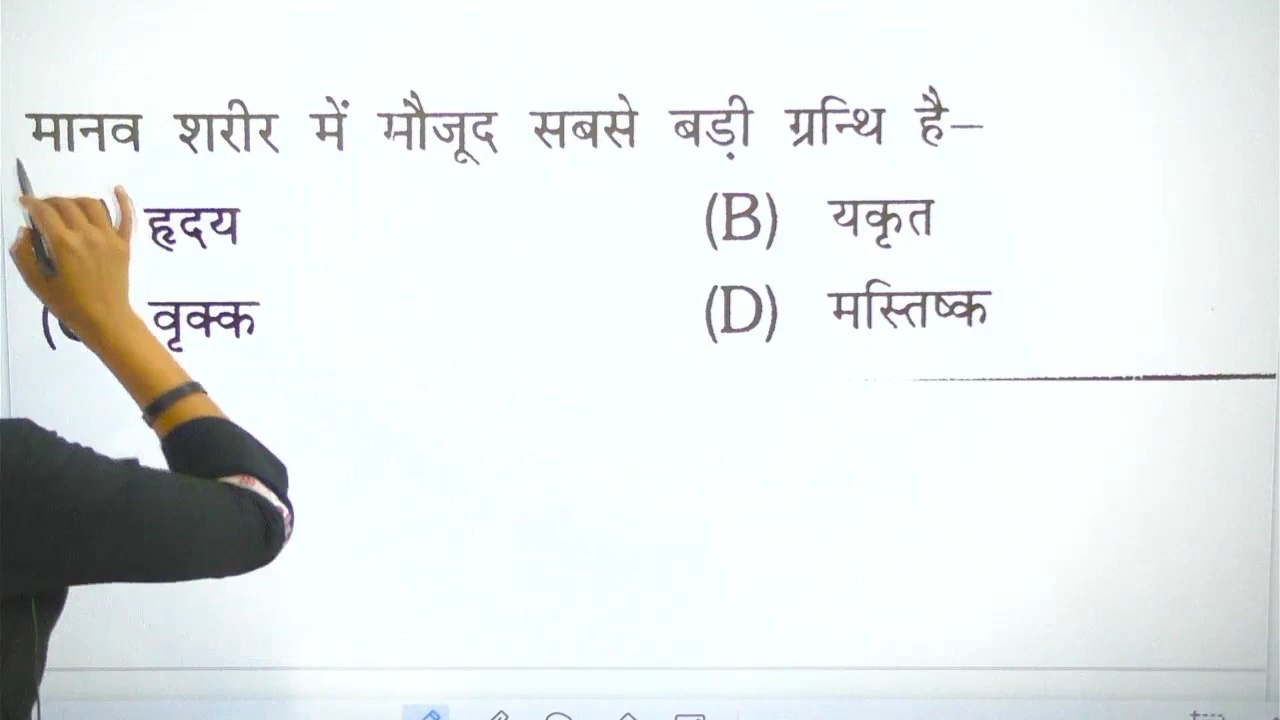 मानव शरीर में मौजूद सबसे बड़ी ग्रन्थि है–
हृदय (B) यकृत
वृक्क (D) मस्तिष्क